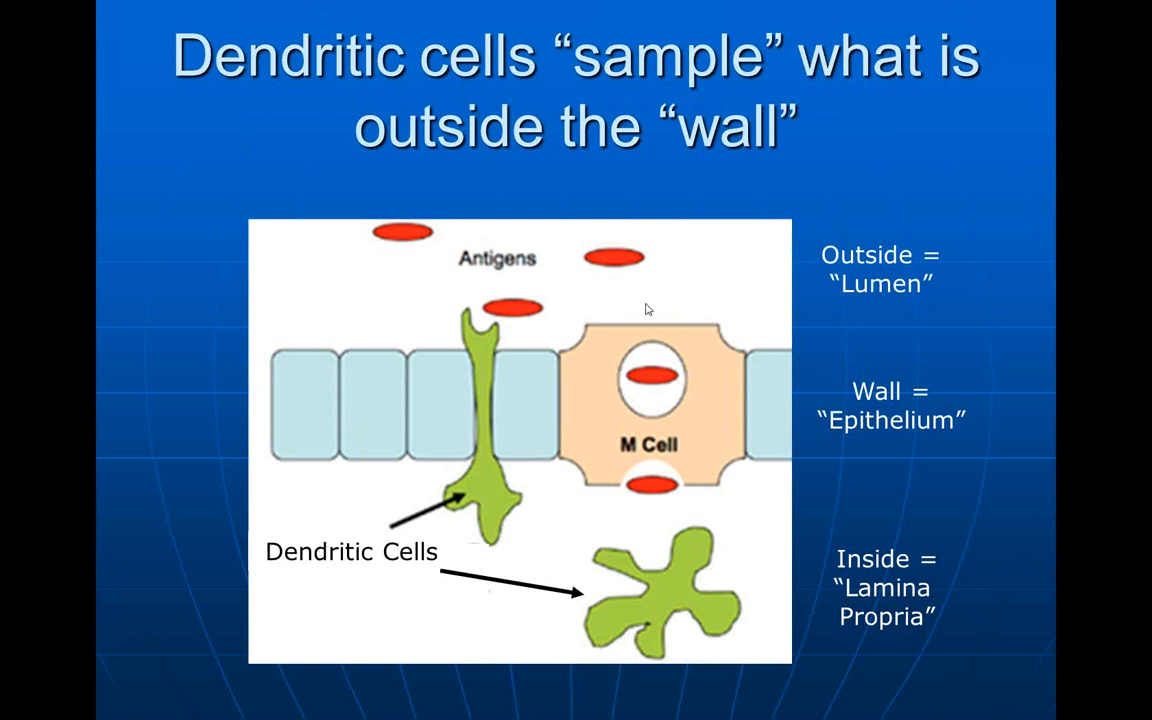 Dendritic cells “sample” what is
outside the “wall”
Antigens
Outside =
“Lumen”
Wall =
“Epithelium”
M Cell
Dendritic Cells
Inside =
“Lamina
Propria”